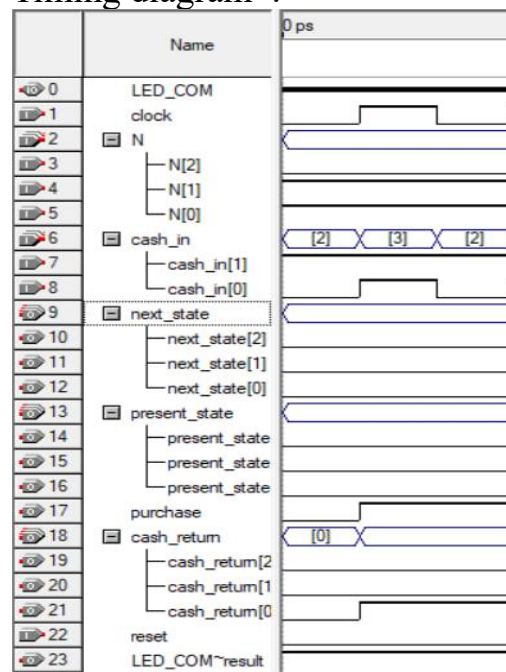 0 ps
Name
0 LED_COM
1 clock
2 N
3 N[2]
4 N[1]
5 N[0]
6 cash_in [2] [3] [2]
7 cash_in[1]
8 cash_in[0]
9 next_state
10 next_state[2]
11 next_state[1]
12 next_state[0]
13 present_state
14 present_state
15 present_state
16 present_state
17 purchase
18 cash_return [0]
19 cash_return[2
20 cash_return[1
21 cash_return[0
22 reset
23 LED_COM~result